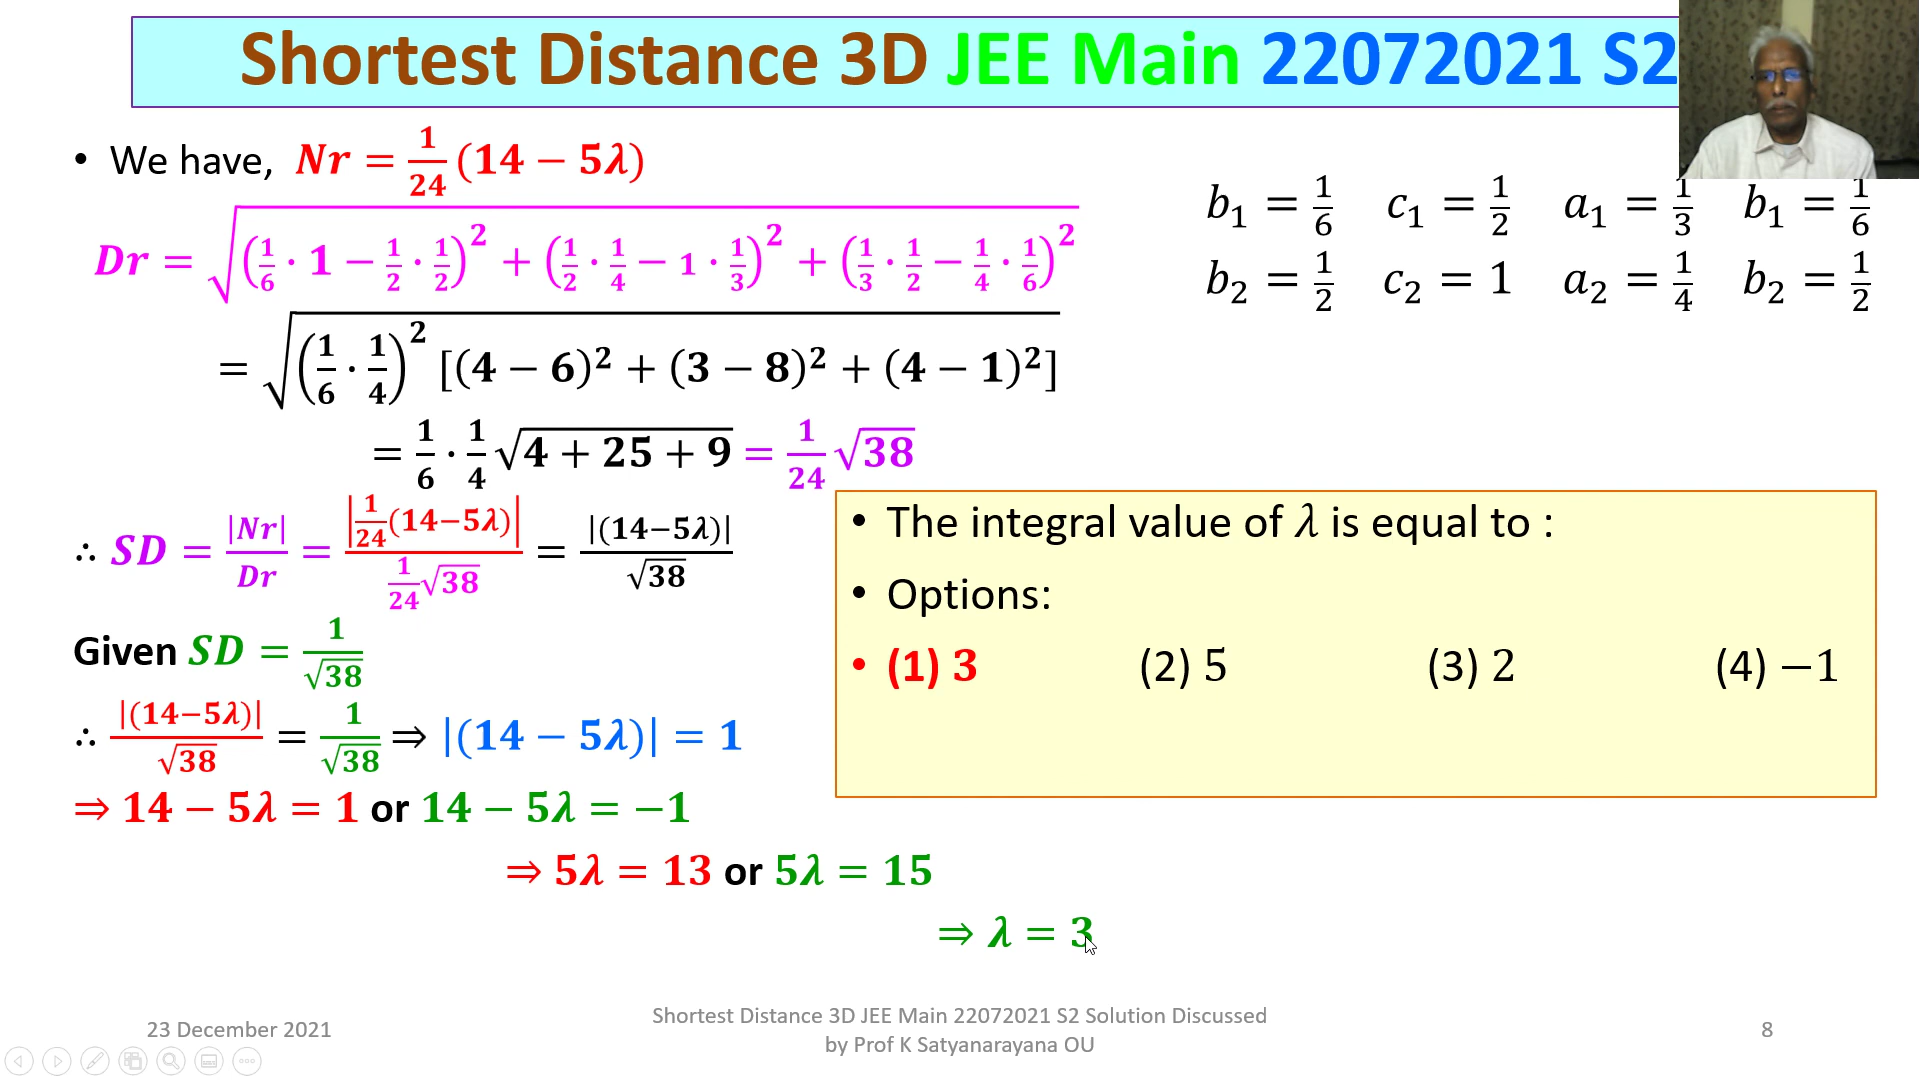 Shortest Distance 3D JEE Main 22072021 S2
• We have, Nr = 1/24 (14 − 5λ)
b₁ = 1/6 c₁ = 1/2 a₁ = 1/3 b₁ = 1/6
Dr = √((1/6 · 1 − 1/2 · 1/2)² + (1/2 · 1/4 − 1 · 1/3)² + (1/3 · 1/2 − 1/4 · 1/6)²)
b₂ = 1/2 c₂ = 1 a₂ = 1/4 b₂ = 1/2
= √((1/6 · 1/4)² [(4 − 6)² + (3 − 8)² + (4 − 1)²])
= 1/6 · 1/4 √(4 + 25 + 9) = 1/24 √38
∴ SD = |Nr|/Dr = |1/24 (14−5λ)| / (1/24 √38) = |(14−5λ)|/√38
Given SD = 1/√38
∴ |(14−5λ)|/√38 = 1/√38 ⇒ |(14 − 5λ)| = 1
⇒ 14 − 5λ = 1 or 14 − 5λ = −1
⇒ 5λ = 13 or 5λ = 15
⇒ λ = 3
• The integral value of λ is equal to :
• Options:
• (1) 3 (2) 5 (3) 2 (4) −1
23 December 2021
Shortest Distance 3D JEE Main 22072021 S2 Solution Discussed
by Prof K Satyanarayana OU
8